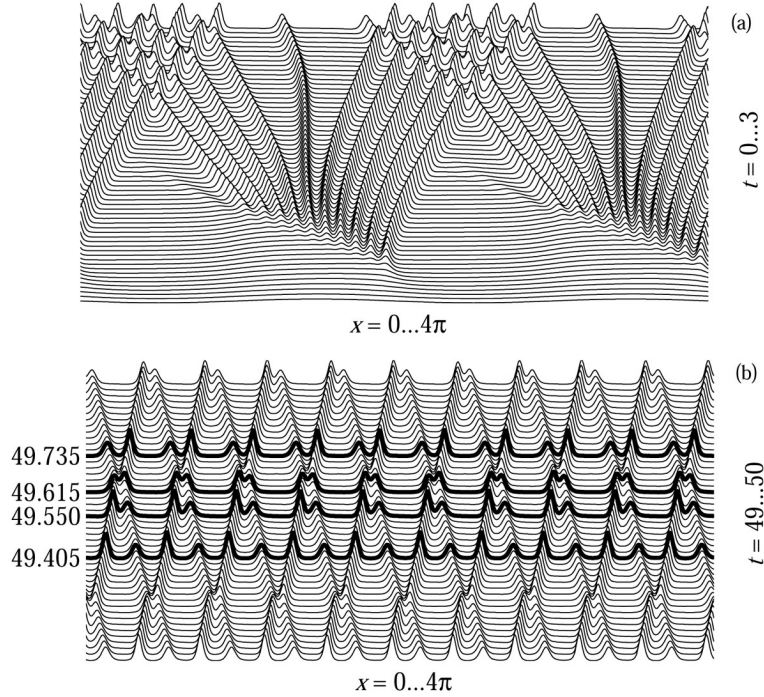 (a)
t = 0...3
x = 0...4π
(b)
49.735
49.615
49.550
49.405
t = 49...50
x = 0...4π